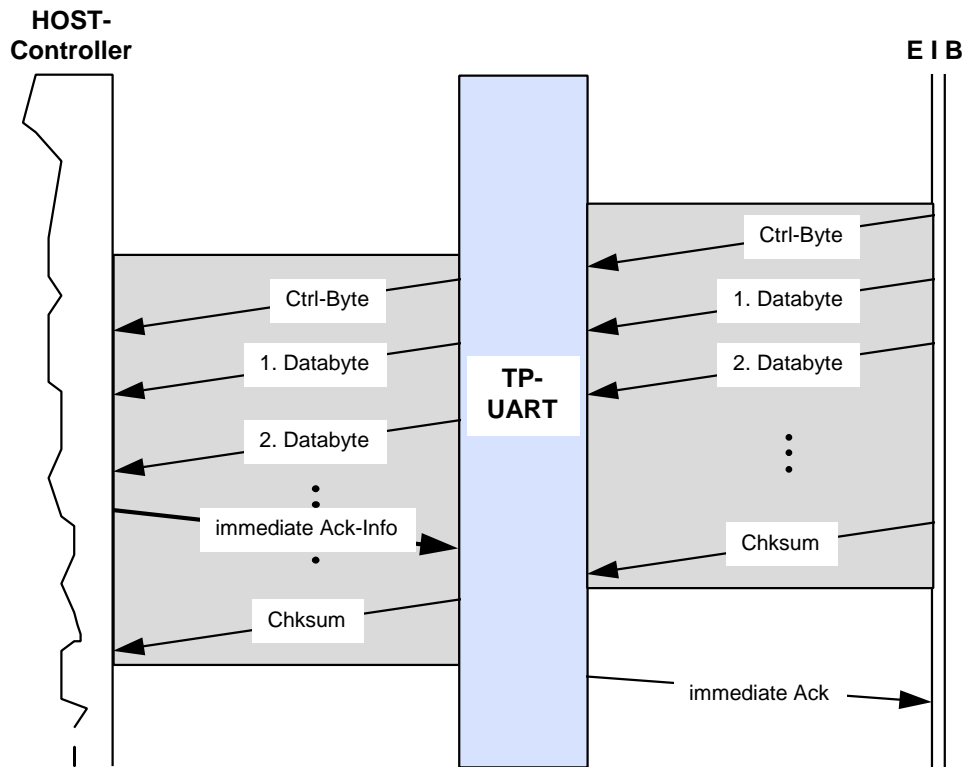 HOST-
Controller
E I B
Ctrl-Byte
Ctrl-Byte
1. Databyte
1. Databyte
2. Databyte
TP-
UART
2. Databyte
immediate Ack-Info
Chksum
Chksum
immediate Ack